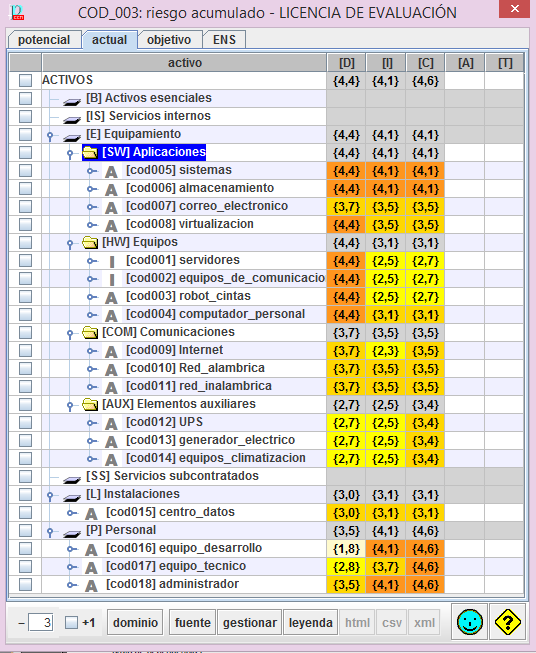 COD_003: riesgo acumulado - LICENCIA DE EVALUACIÓN
potencial actual objetivo ENS
activo [D] [I] [C] [A] [T]
ACTIVOS {4,4} {4,1} {4,6}
[B] Activos esenciales
[IS] Servicios internos
[E] Equipamiento {4,4} {4,1} {4,1}
[SW] Aplicaciones {4,4} {4,1} {4,1}
A [cod005] sistemas {4,4} {4,1} {4,1}
A [cod006] almacenamiento {4,4} {4,1} {4,1}
A [cod007] correo_electronico {3,7} {3,5} {3,5}
A [cod008] virtualizacion {4,4} {3,5} {3,5}
[HW] Equipos {4,4} {3,1} {3,1}
I [cod001] servidores {4,4} {2,5} {2,7}
I [cod002] equipos_de_comunicacio {4,4} {2,5} {2,7}
A [cod003] robot_cintas {4,4} {2,5} {2,7}
A [cod004] computador_personal {4,4} {3,1} {3,1}
[COM] Comunicaciones {3,7} {3,5} {3,5}
A [cod009] Internet {3,7} {2,3} {3,5}
A [cod010] Red_alambrica {3,7} {3,5} {3,5}
A [cod011] red_inalambrica {3,7} {3,5} {3,5}
[AUX] Elementos auxiliares {2,7} {2,5} {3,4}
A [cod012] UPS {2,7} {2,5} {3,4}
A [cod013] generador_electrico {2,7} {2,5} {3,4}
A [cod014] equipos_climatizacion {2,7} {2,5} {3,4}
[SS] Servicios subcontratados
[L] Instalaciones {3,0} {3,1} {3,1}
A [cod015] centro_datos {3,0} {3,1} {3,1}
[P] Personal {3,5} {4,1} {4,6}
A [cod016] equipo_desarrollo {1,8} {4,1} {4,6}
A [cod017] equipo_tecnico {2,8} {3,7} {4,6}
A [cod018] administrador {3,5} {4,1} {4,6}
– 3 +1 dominio fuente gestionar leyenda html csv xml ?